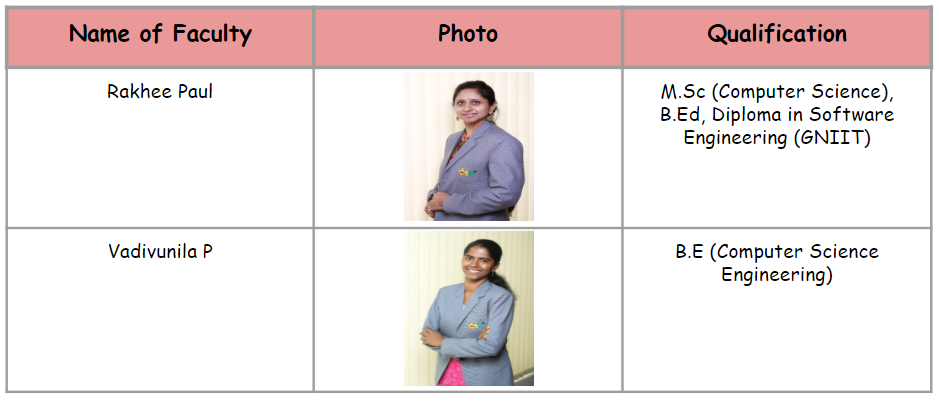 Name of Faculty
Photo
Qualification
Rakhee Paul
M.Sc (Computer Science),
B.Ed, Diploma in Software
Engineering (GNIIT)
Vadivunila P
B.E (Computer Science
Engineering)